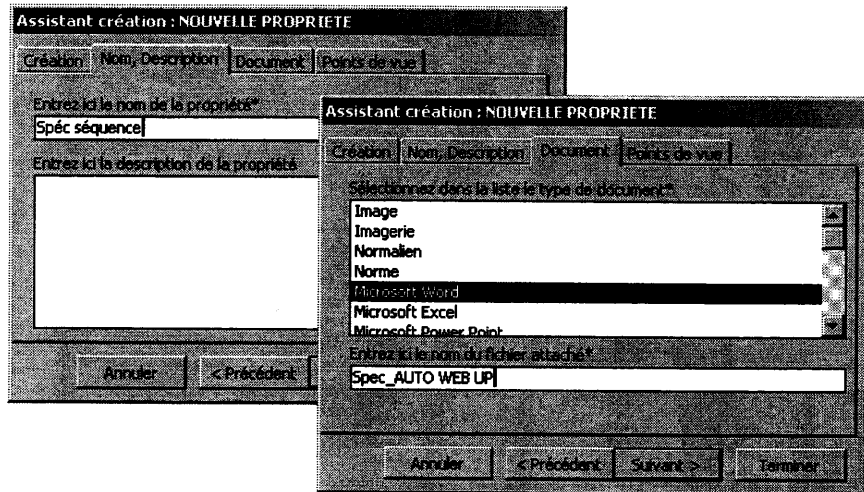 Assistant création : NOUVELLE PROPRIETE
Création
Nom, Description
Document
Points de vue
Entrez ici le nom de la propriété*
Spéc séquence
Entrez ici la description de la propriété
Annuler
< Précédent
Assistant création : NOUVELLE PROPRIETE
Création
Nom, Description
Document
Points de vue
Sélectionnez dans la liste le type de document*
Image
Imagerie
Normalien
Norme
Microsoft Word
Microsoft Excel
Microsoft Power Point
Entrez ici le nom du fichier attaché*
Spec_AUTO WEB UP
Annuler
< Précédent
Suivant >
Terminer